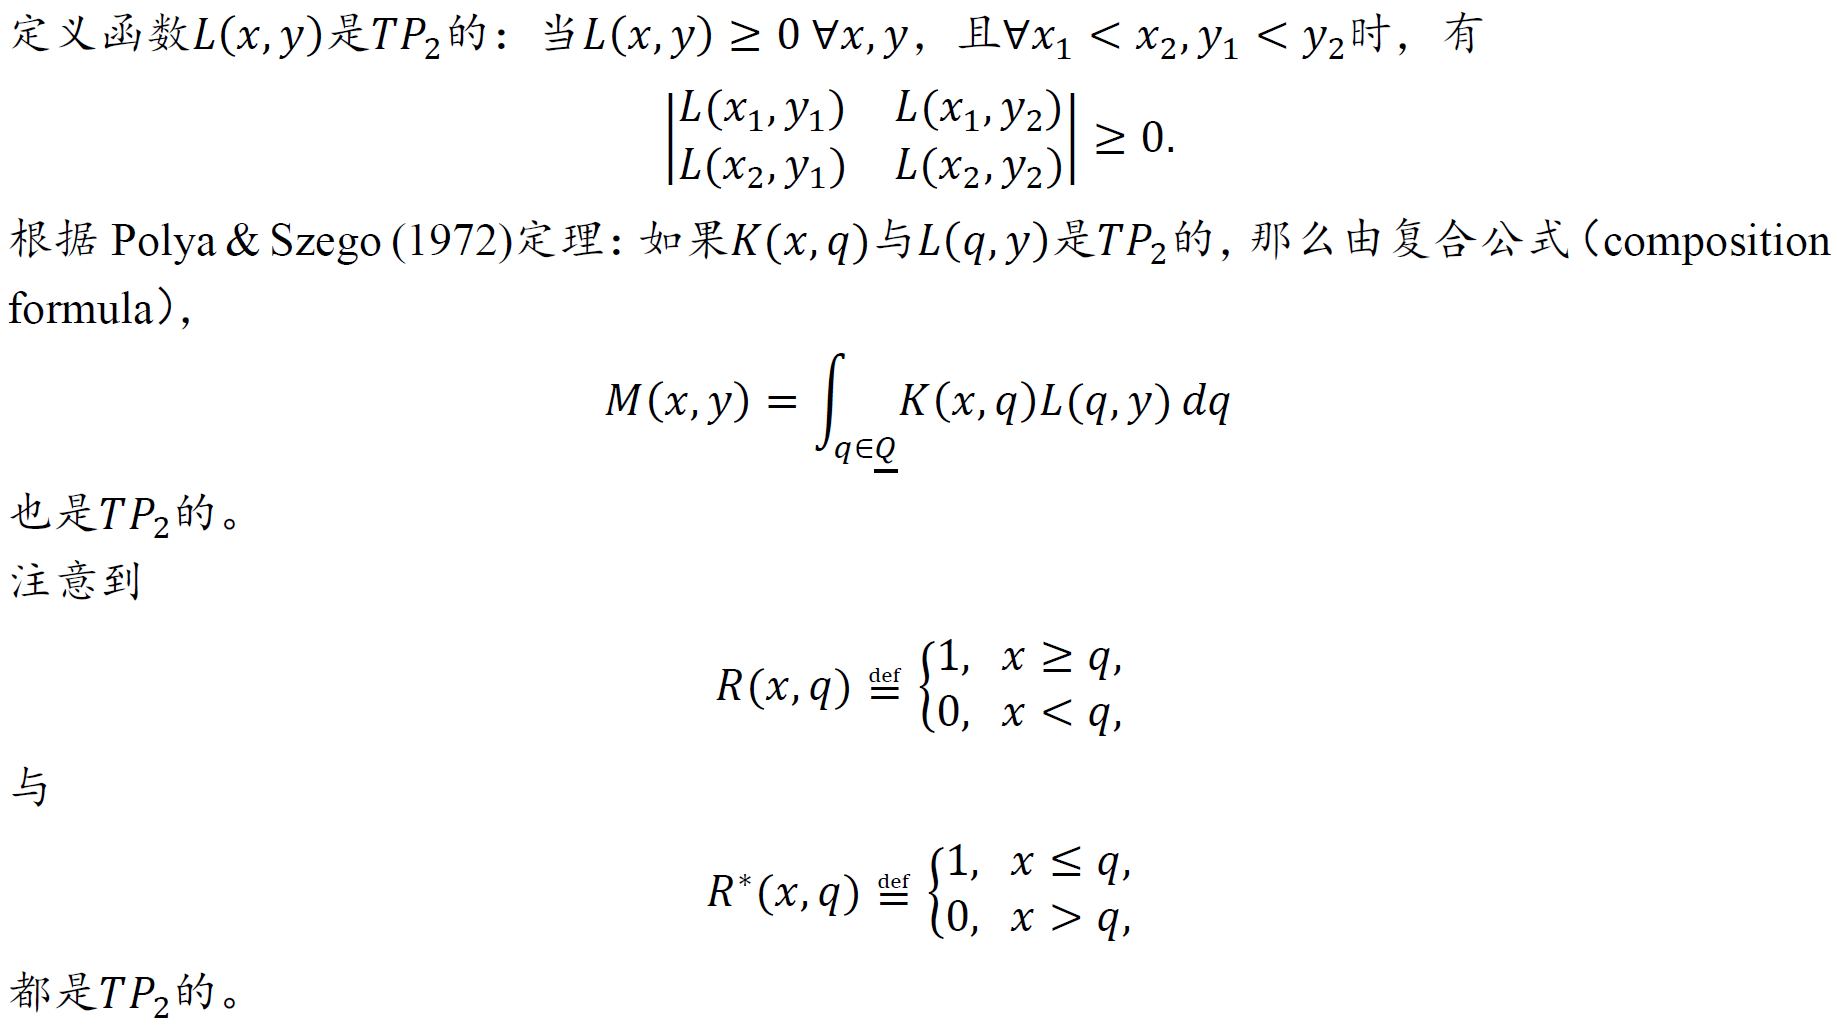 定义函数L(x, y)是TP₂的：当L(x, y) ≥ 0 ∀x, y，且∀x₁ < x₂, y₁ < y₂时，有
|L(x₁, y₁) L(x₁, y₂)|
|L(x₂, y₁) L(x₂, y₂)| ≥ 0.
根据 Polya & Szego (1972)定理：如果K(x, q)与L(q, y)是TP₂的，那么由复合公式（composition
formula），
M(x, y) = ∫_{q∈Q} K(x, q)L(q, y) dq
也是TP₂的。
注意到
R(x, q) ≝ {1, x ≥ q,
0, x < q,
与
R*(x, q) ≝ {1, x ≤ q,
0, x > q,
都是TP₂的。